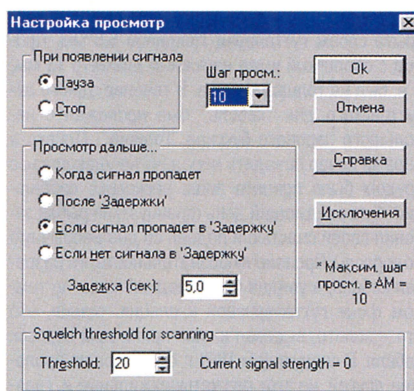 Настройка просмотр
При появлении сигнала
Пауза
Стоп
Шаг просм.:
10
Ok
Отмена
Справка
Исключения
Просмотр дальше...
Когда сигнал пропадет
После 'Задержки'
Если сигнал пропадет в 'Задержку'
Если нет сигнала в 'Задержку'
Задежка (сек):
5,0
* Максим. шаг
просм. в AM =
10
Squelch threshold for scanning
Threshold:
20
Current signal strength = 0